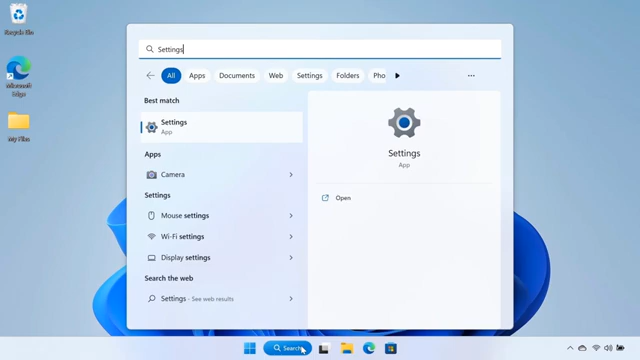 Recycle Bin
Microsoft
Edge
My Files
Settings
All
Apps
Documents
Web
Settings
Folders
Pho
Best match
Settings
App
Apps
Camera
Settings
Mouse settings
Wi-Fi settings
Display settings
Search the web
Settings - See web results
Settings
App
Open
Search